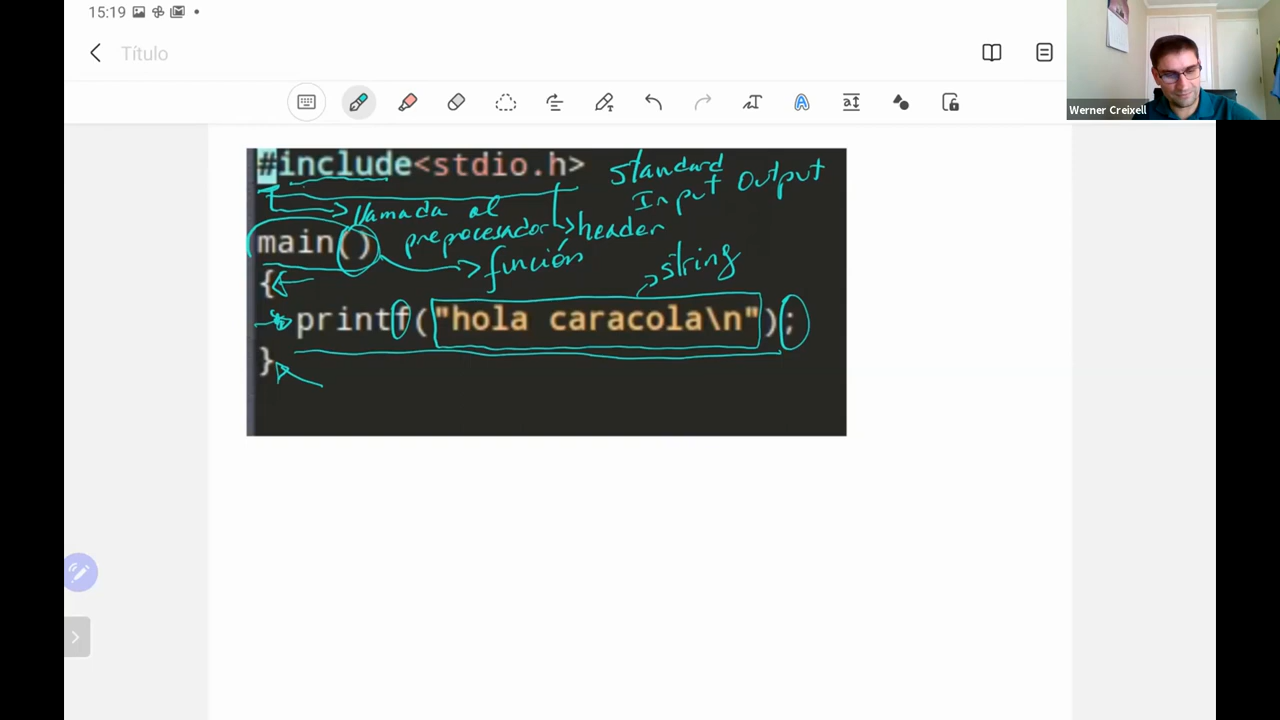 15:19
Título
Werner Creixell
#include<stdio.h> Standard
Input Output
llamada al
preprocesador header
main()
función
{
string
printf("hola caracola\n");
}